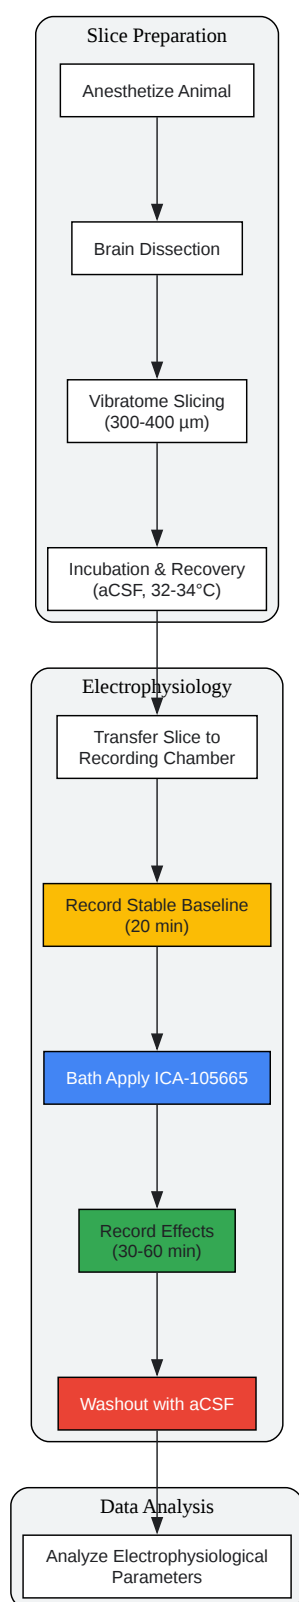 Slice Preparation
Anesthetize Animal
Brain Dissection
Vibratome Slicing
(300-400 µm)
Incubation & Recovery
(aCSF, 32-34°C)
Electrophysiology
Transfer Slice to
Recording Chamber
Record Stable Baseline
(20 min)
Bath Apply ICA-105665
Record Effects
(30-60 min)
Washout with aCSF
Data Analysis
Analyze Electrophysiological
Parameters